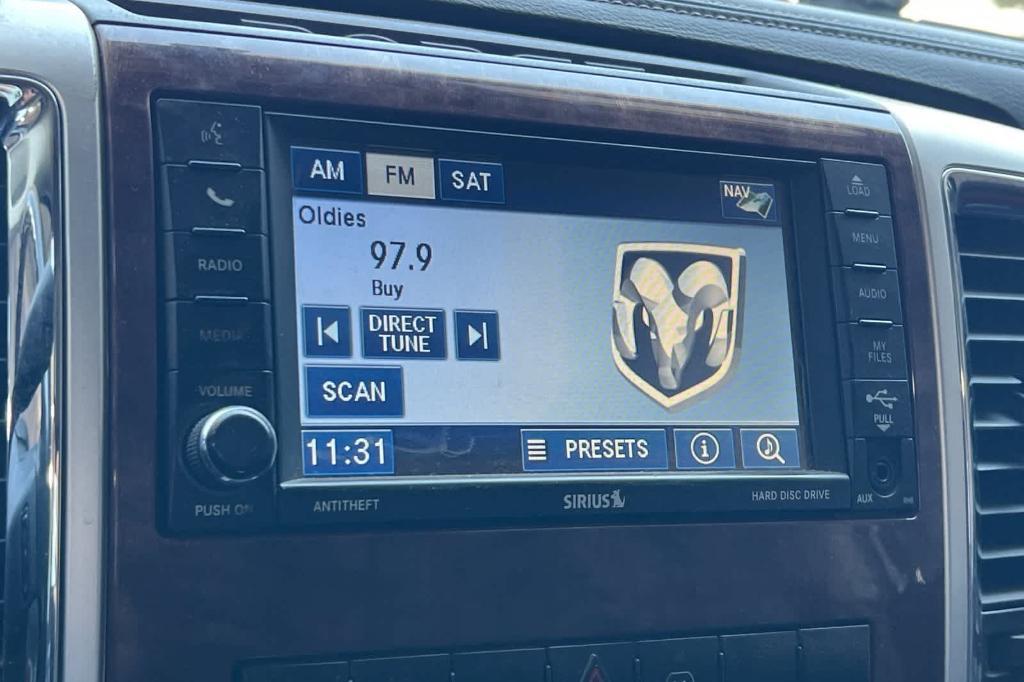 AM FM SAT NAV
Oldies
97.9
Buy
DIRECT
TUNE
SCAN
11:31 PRESETS
RADIO
MEDIA
VOLUME
PUSH ON
ANTITHEFT
SIRIUS
HARD DISC DRIVE
LOAD
MENU
AUDIO
MY
FILES
PULL
AUX